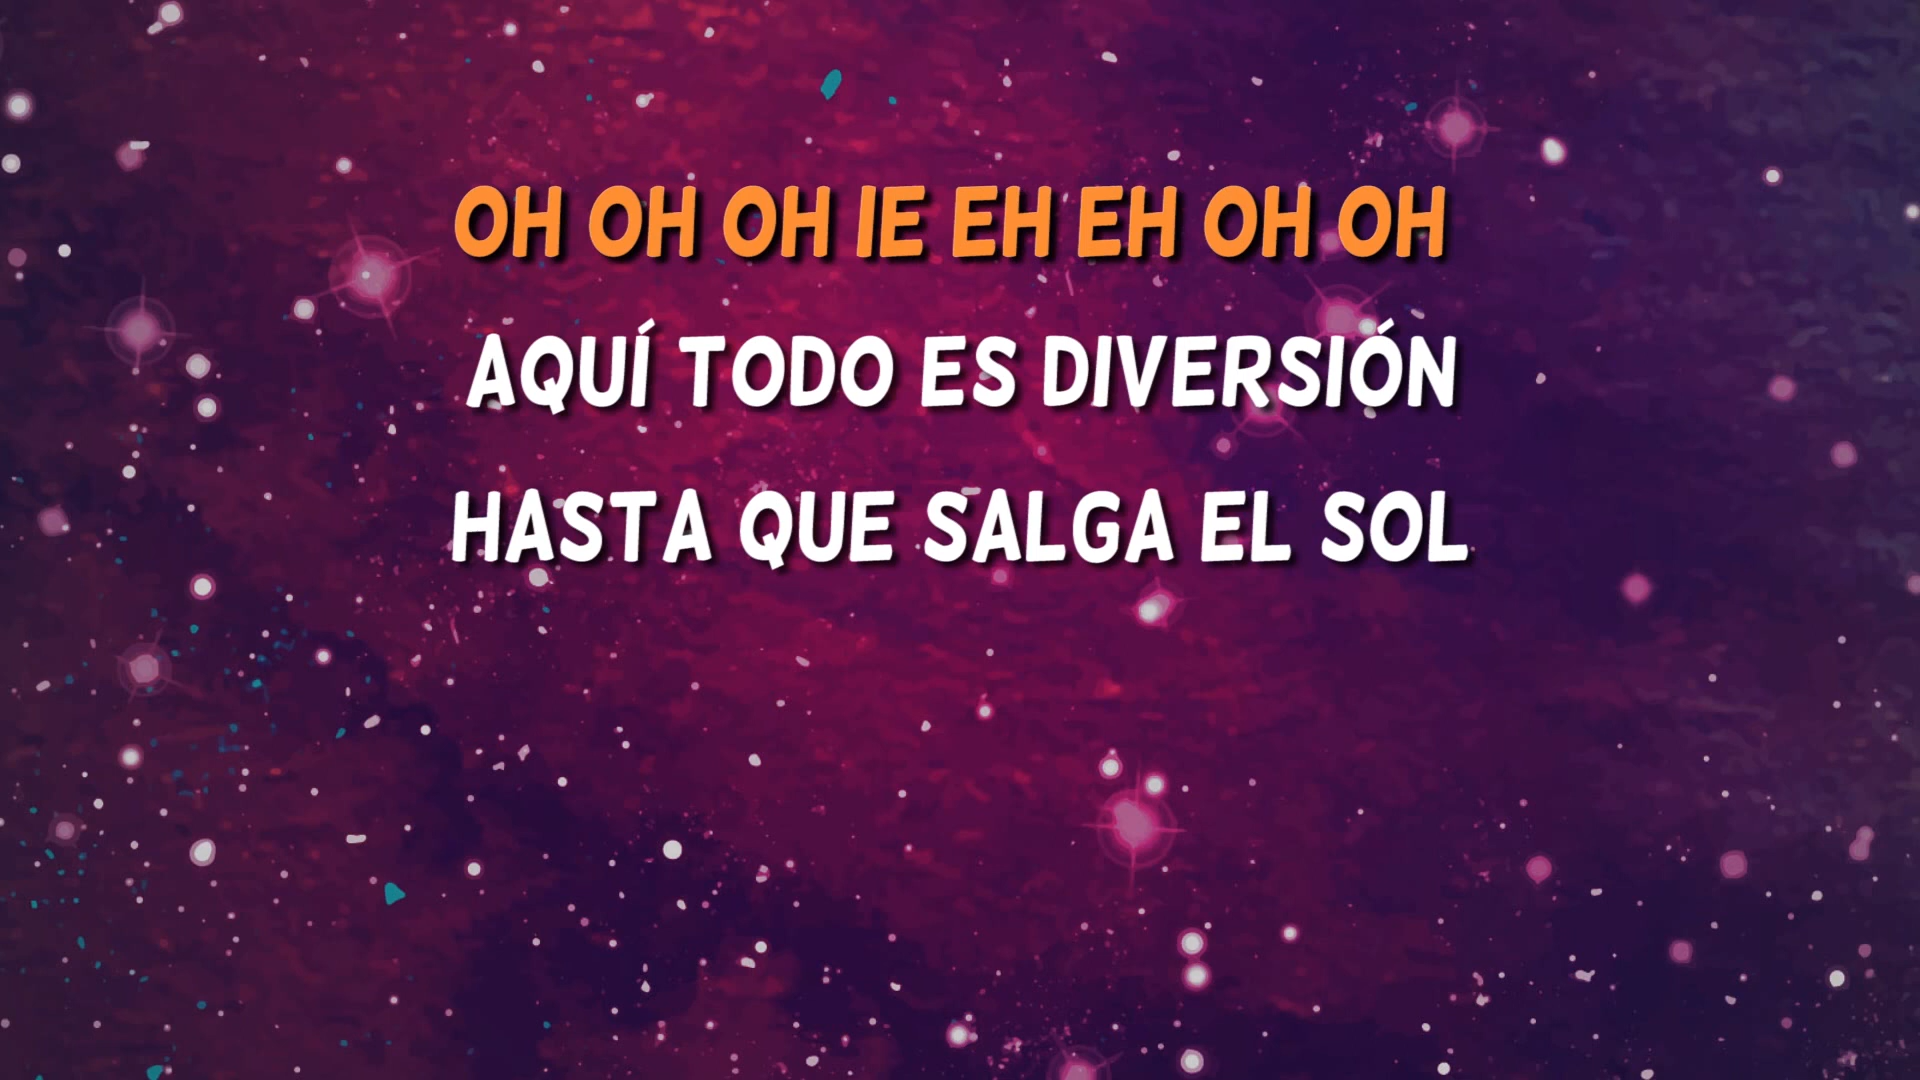 OH OH OH IE EH EH OH OH
AQUÍ TODO ES DIVERSIÓN
HASTA QUE SALGA EL SOL